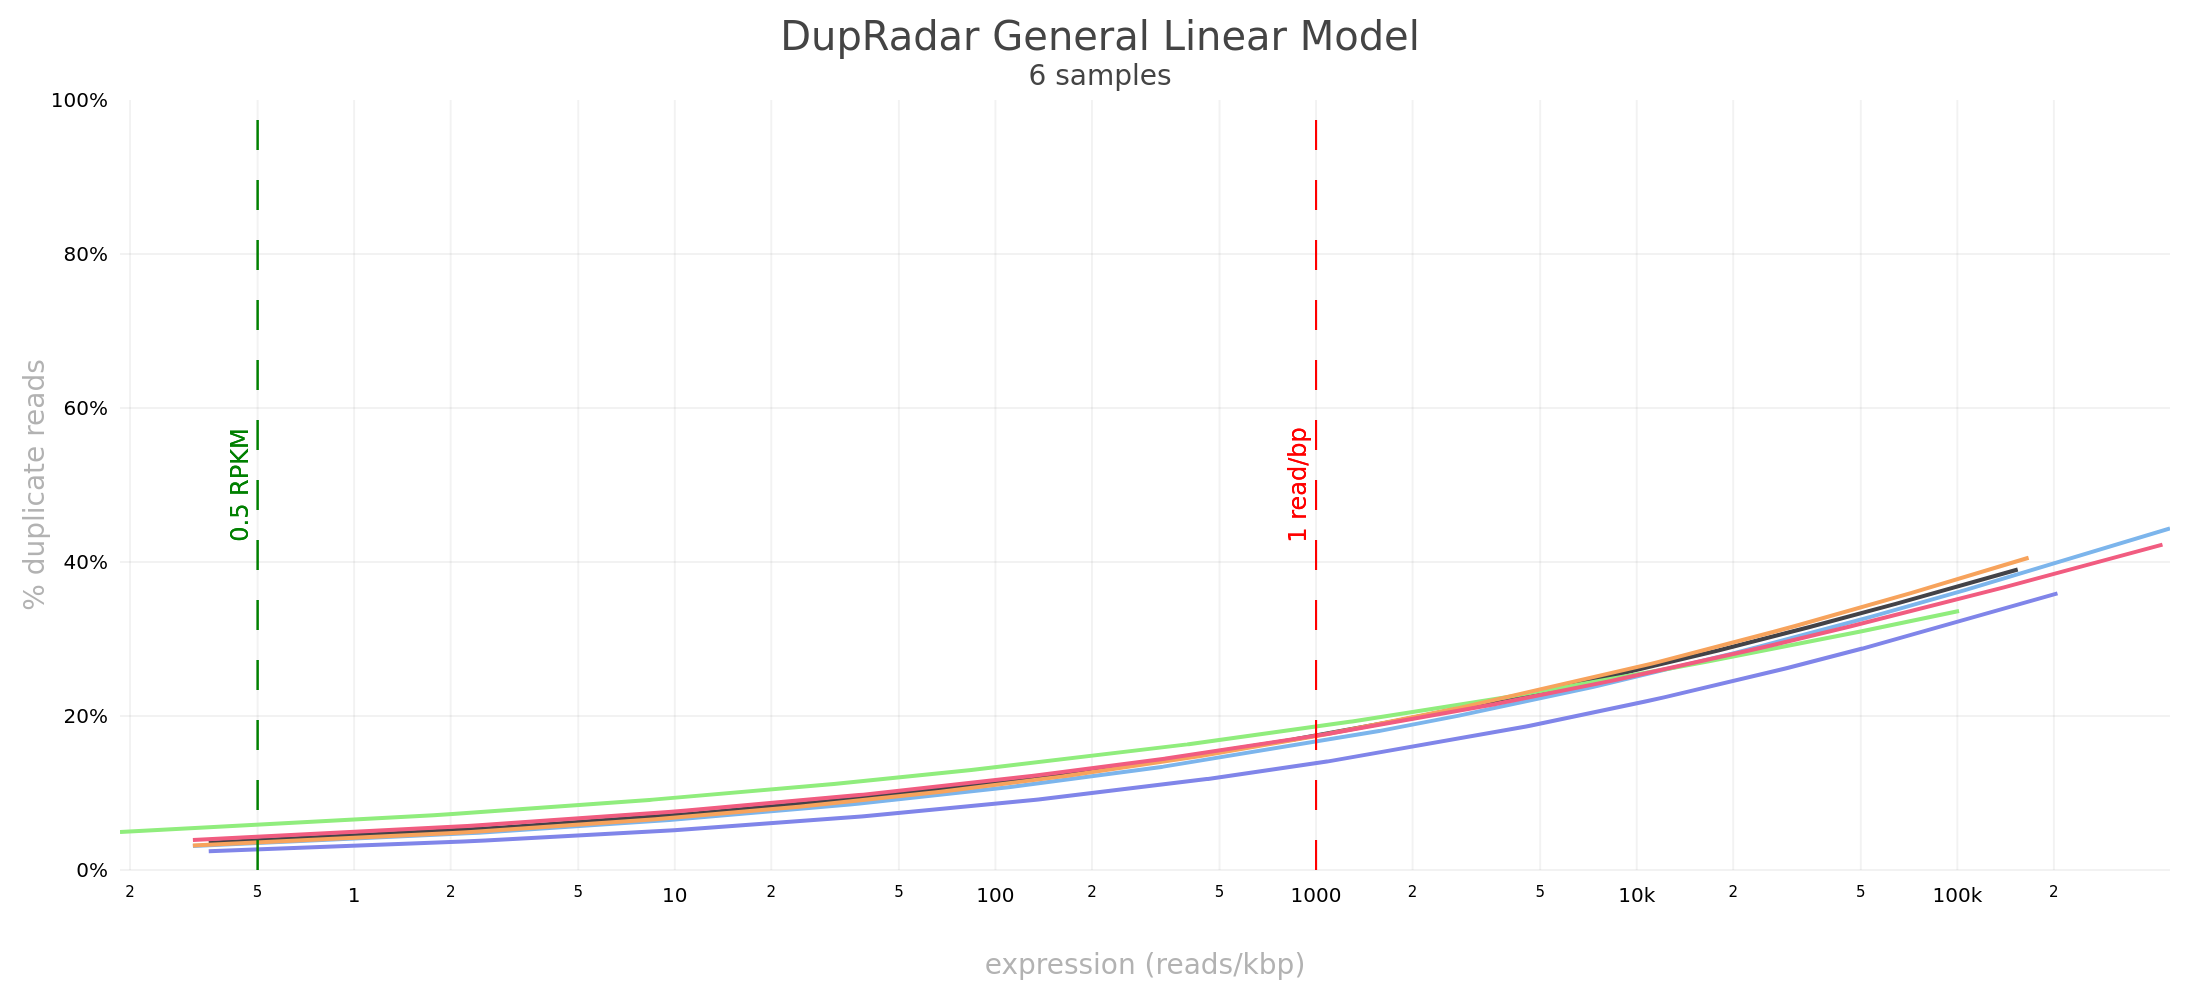 DupRadar General Linear Model
6 samples
100%
80%
60%
40%
20%
0%
% duplicate reads
0.5 RPKM
1 read/bp
2 5 1 2 5 10 2 5 100 2 5 1000 2 5 10k 2 5 100k 2
expression (reads/kbp)